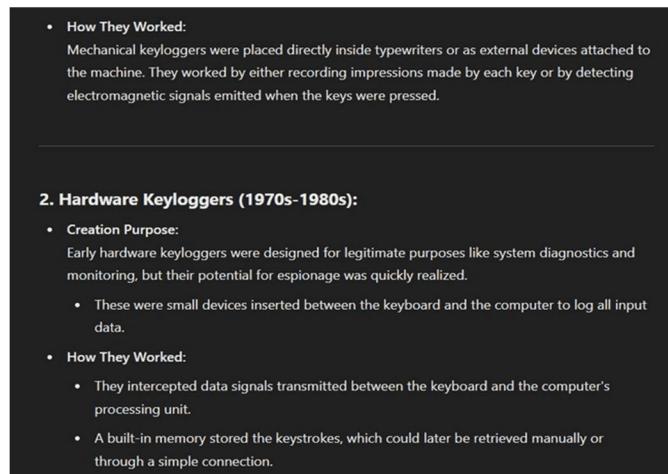 • How They Worked:
Mechanical keyloggers were placed directly inside typewriters or as external devices attached to
the machine. They worked by either recording impressions made by each key or by detecting
electromagnetic signals emitted when the keys were pressed.
2. Hardware Keyloggers (1970s-1980s):
• Creation Purpose:
Early hardware keyloggers were designed for legitimate purposes like system diagnostics and
monitoring, but their potential for espionage was quickly realized.
• These were small devices inserted between the keyboard and the computer to log all input
data.
• How They Worked:
• They intercepted data signals transmitted between the keyboard and the computer's
processing unit.
• A built-in memory stored the keystrokes, which could later be retrieved manually or
through a simple connection.